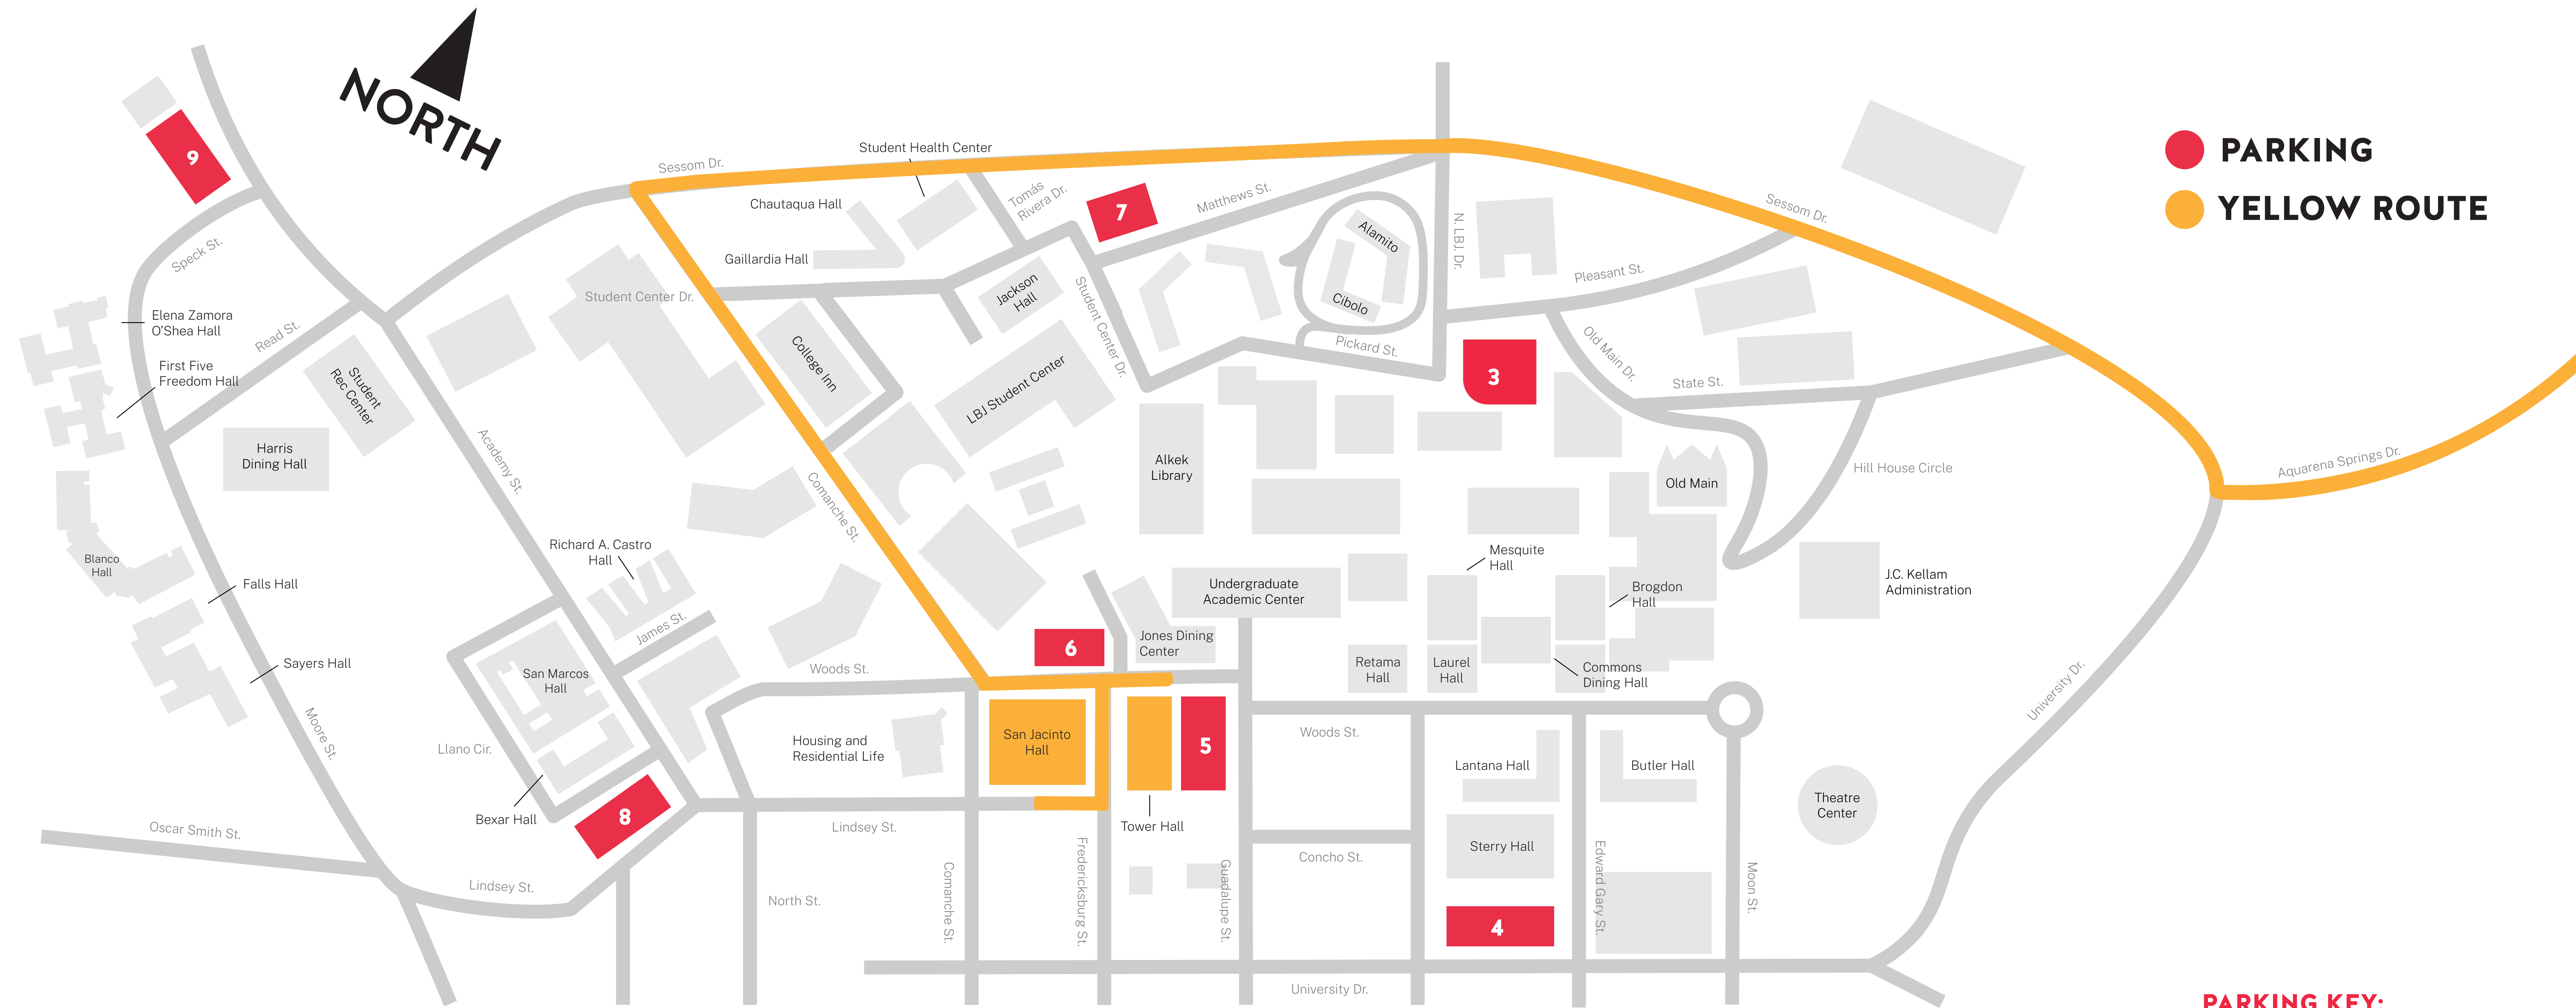 NORTH
PARKING
YELLOW ROUTE
9
Speck St.
Elena Zamora
O'Shea Hall
First Five
Freedom Hall
Read St.
Student
Rec Center
Harris
Dining Hall
Blanco
Hall
Falls Hall
Sayers Hall
Moore St.
Oscar Smith St.
Lindsey St.
Academy St.
Sessom Dr.
Student Health Center
Chautaqua Hall
Gaillardia Hall
Student Center Dr.
Tomás
Rivera Dr.
7
Matthews St.
Jackson
Hall
Student Center Dr.
College Inn
LBJ Student Center
Comanche St.
Alamito
Cibolo
Pickard St.
N. LBJ. Dr.
Pleasant St.
Sessom Dr.
Old Main Dr.
3
State St.
Old Main
Hill House Circle
Aquarena Springs Dr.
Alkek
Library
Richard A. Castro
Hall
James St.
San Marcos
Hall
Llano Cir.
Bexar Hall
8
Woods St.
6
Jones Dining
Center
Undergraduate
Academic Center
Mesquite
Hall
Brogdon
Hall
Retama
Hall
Laurel
Hall
Commons
Dining Hall
J.C. Kellam
Administration
University Dr.
Housing and
Residential Life
San Jacinto
Hall
5
Tower Hall
Lindsey St.
Woods St.
Lantana Hall
Butler Hall
Theatre
Center
Sterry Hall
Concho St.
4
North St.
Comanche St.
Fredericksburg St.
Guadalupe St.
Edward Gary St.
Moon St.
University Dr.
PARKING KEY: